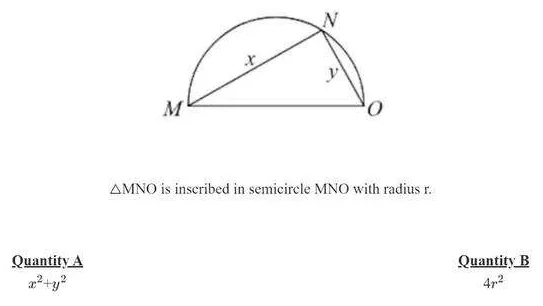 N
x
y
M
O
△MNO is inscribed in semicircle MNO with radius r.
Quantity A
Quantity B
x²+y²
4r²